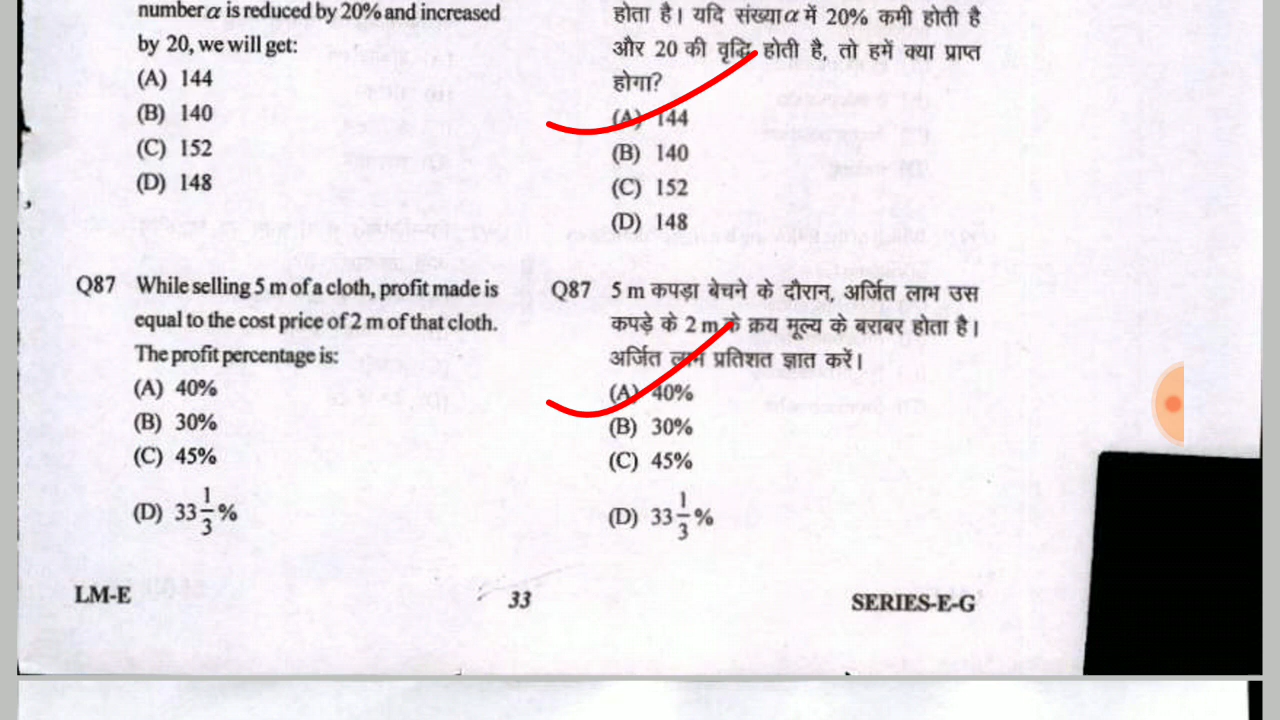 number α is reduced by 20% and increased
by 20, we will get:
(A) 144
(B) 140
(C) 152
(D) 148
होता है। यदि संख्या α में 20% कमी होती है
और 20 की वृद्धि होती है, तो हमें क्या प्राप्त
होगा?
(A) 144
(B) 140
(C) 152
(D) 148
Q87 While selling 5 m of a cloth, profit made is
equal to the cost price of 2 m of that cloth.
The profit percentage is:
(A) 40%
(B) 30%
(C) 45%
(D) 33 1/3 %
Q87 5 m कपड़ा बेचने के दौरान, अर्जित लाभ उस
कपड़े के 2 m के क्रय मूल्य के बराबर होता है।
अर्जित लाभ प्रतिशत ज्ञात करें।
(A) 40%
(B) 30%
(C) 45%
(D) 33 1/3 %
LM-E
33
SERIES-E-G